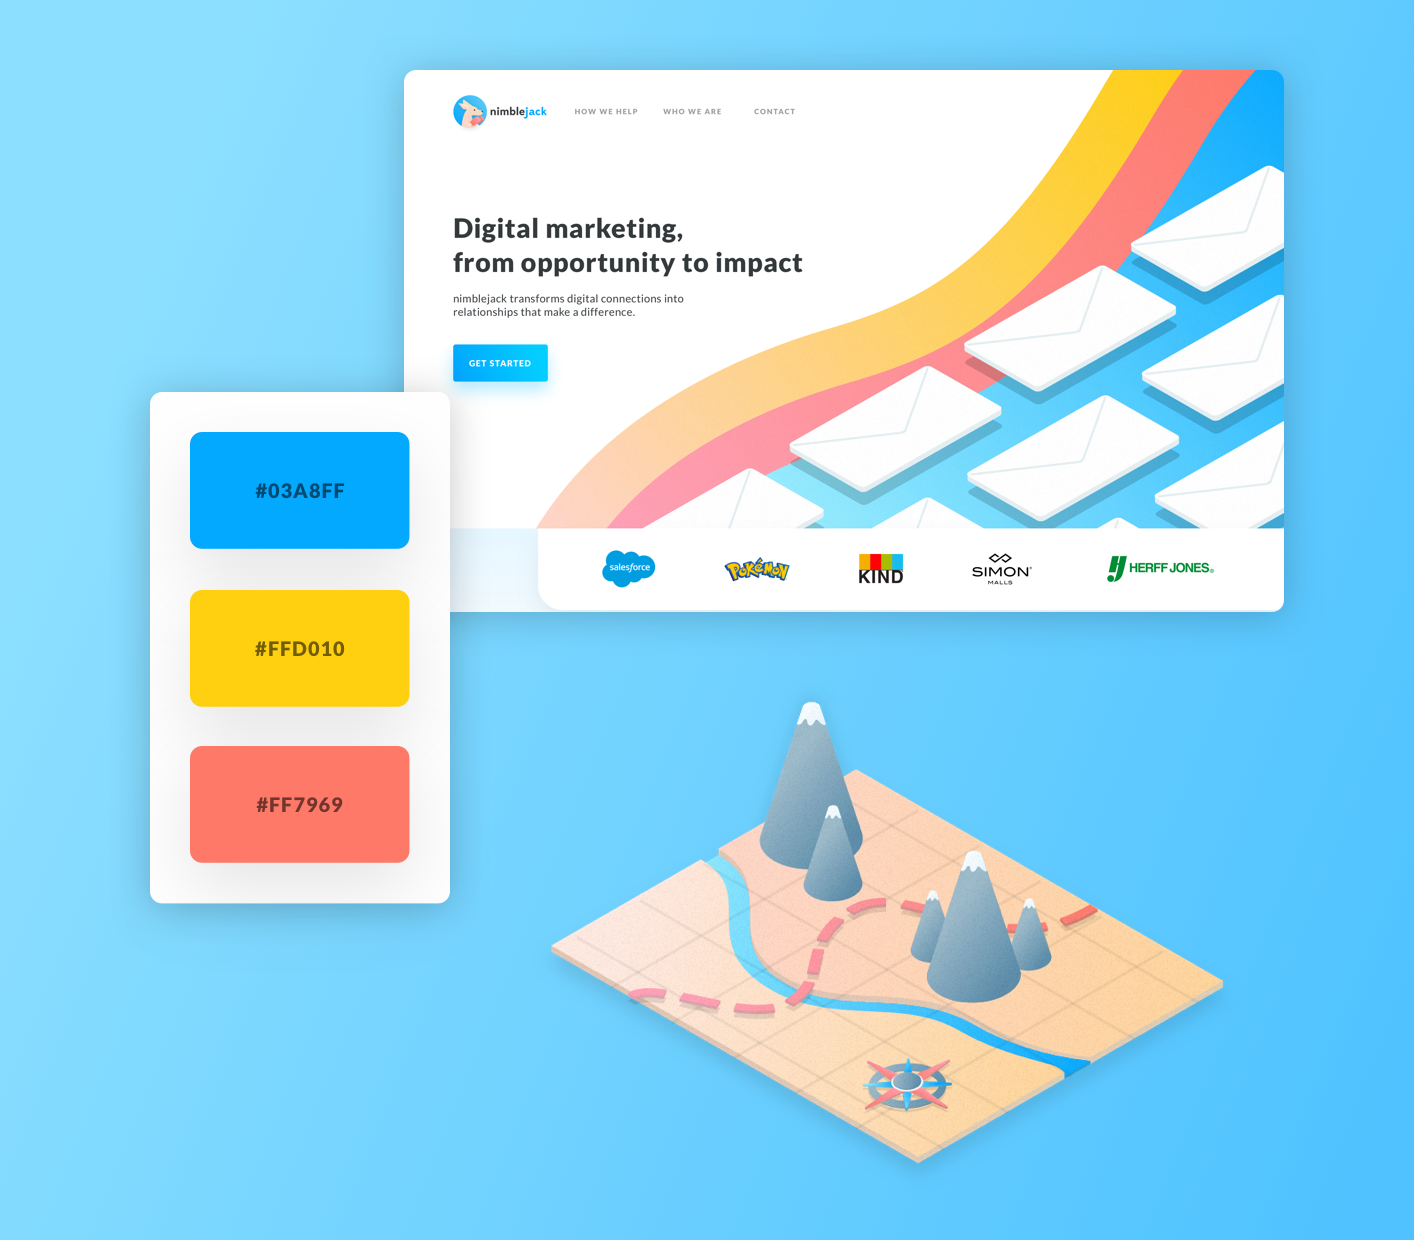 nimblejack
HOW WE HELP
WHO WE ARE
CONTACT
Digital marketing,
from opportunity to impact
nimblejack transforms digital connections into
relationships that make a difference.
GET STARTED
#03A8FF
#FFD010
#FF7969
salesforce
POKéMON
KIND
SIMON®
MALLS
HERFF JONES®